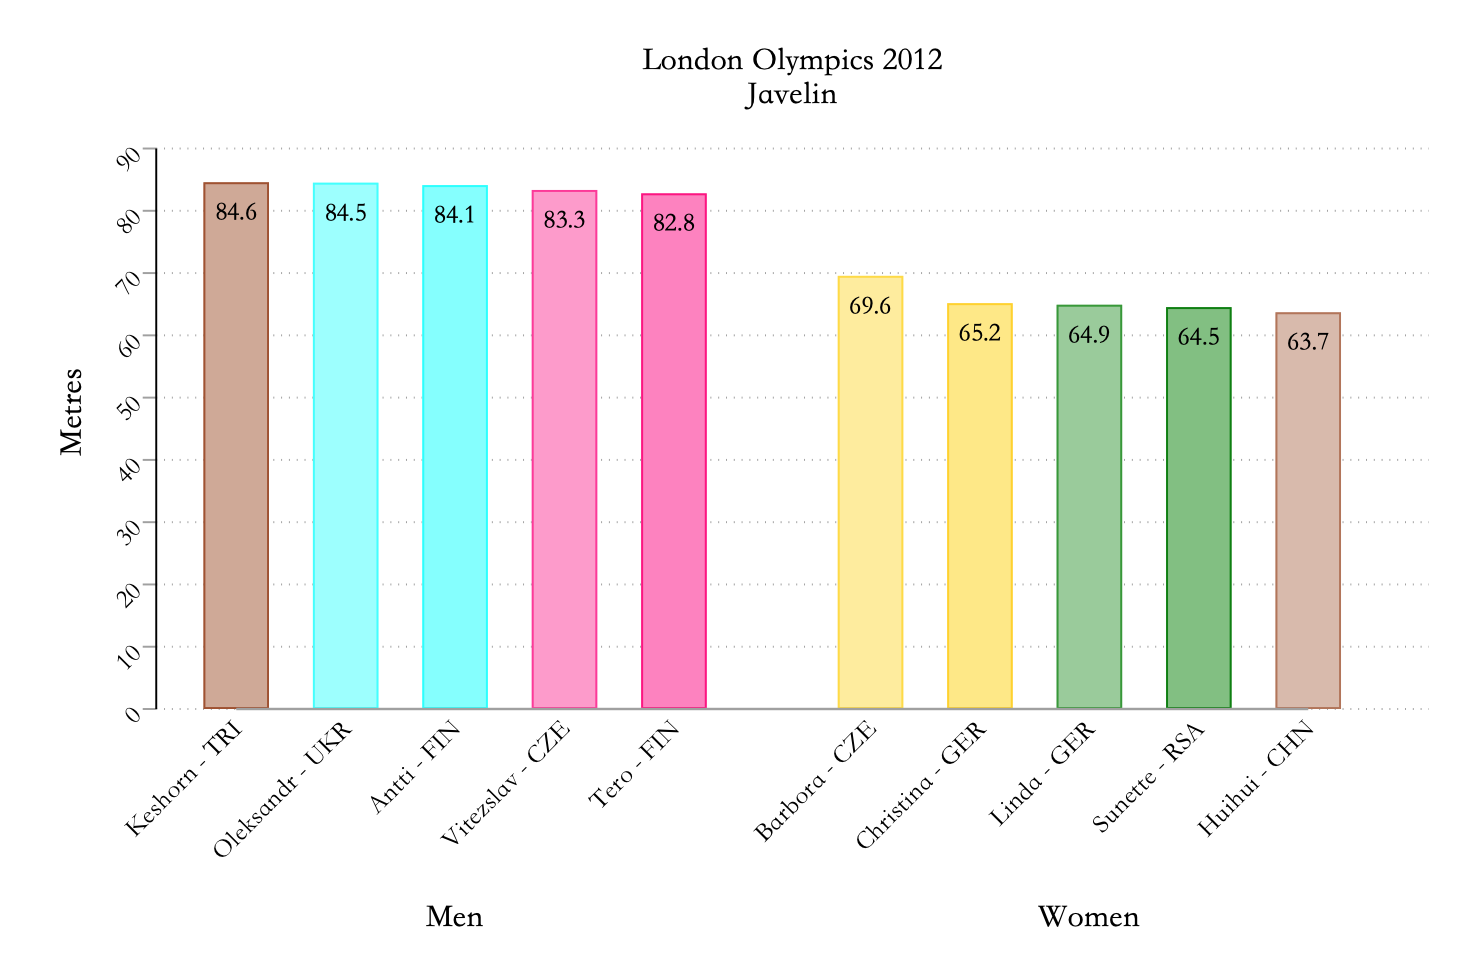 London Olympics 2012
Javelin
Metres
90
80
70
60
50
40
30
20
10
0
84.6
84.5
84.1
83.3
82.8
69.6
65.2
64.9
64.5
63.7
Keshorn - TRI
Oleksandr - UKR
Antti - FIN
Vitezslav - CZE
Tero - FIN
Barbora - CZE
Christina - GER
Linda - GER
Sunette - RSA
Huihui - CHN
Men
Women